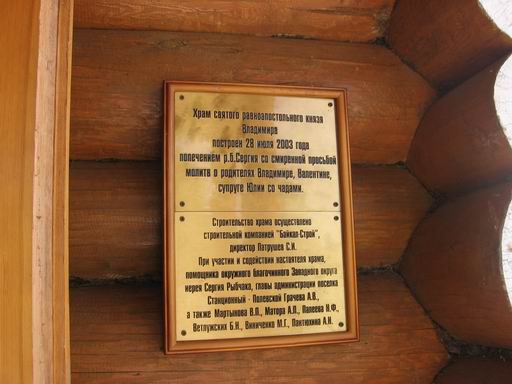 Храм святого равноапостольного князя
Владимира
построен 28 июля 2003 года
попечением р.б.Сергия со смиренной просьбой
молитв о родителях Владимире, Валентине,
супруге Юлии со чадами.
Строительство храма осуществлено
строительной компанией "Байкал-Строй",
директор Патрушев С.И.
При участии и содействии настоятеля храма,
помощника окружного благочинного Западного округа
иерея Сергия Рыбчака, главы администрации поселка
Станционный - Полевской Грачева А.В.,
а также Мартынова В.П., Матора А.П., Палеева Н.Ф.,
Ветлужских Б.Н., Виниченко М.Г., Пантюхина А.Н.